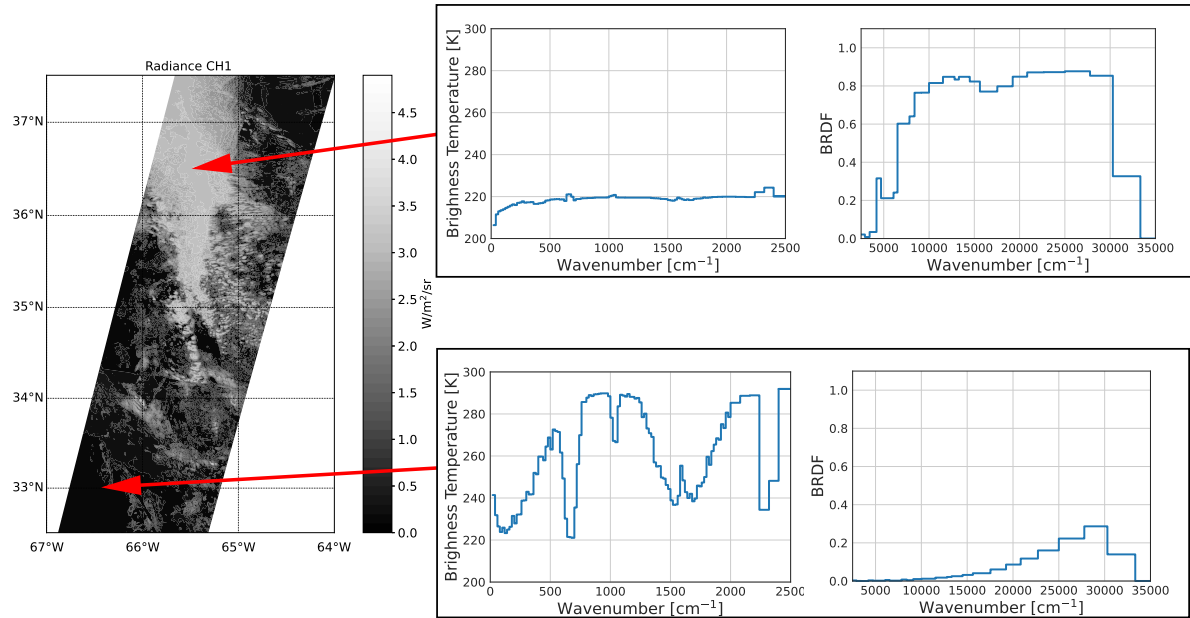 Radiance CH1
37°N
36°N
35°N
34°N
33°N
67°W 66°W 65°W 64°W
4.5
4.0
3.5
3.0
2.5
2.0
1.5
1.0
0.5
0.0
W/m²/sr
Brighness Temperature [K]
300
280
260
240
220
200
0 500 1000 1500 2000 2500
Wavenumber [cm⁻¹]
BRDF
1.0
0.8
0.6
0.4
0.2
0.0
5000 10000 15000 20000 25000 30000 35000
Wavenumber [cm⁻¹]
Brighness Temperature [K]
300
280
260
240
220
200
0 500 1000 1500 2000 2500
Wavenumber [cm⁻¹]
BRDF
1.0
0.8
0.6
0.4
0.2
0.0
5000 10000 15000 20000 25000 30000 35000
Wavenumber [cm⁻¹]